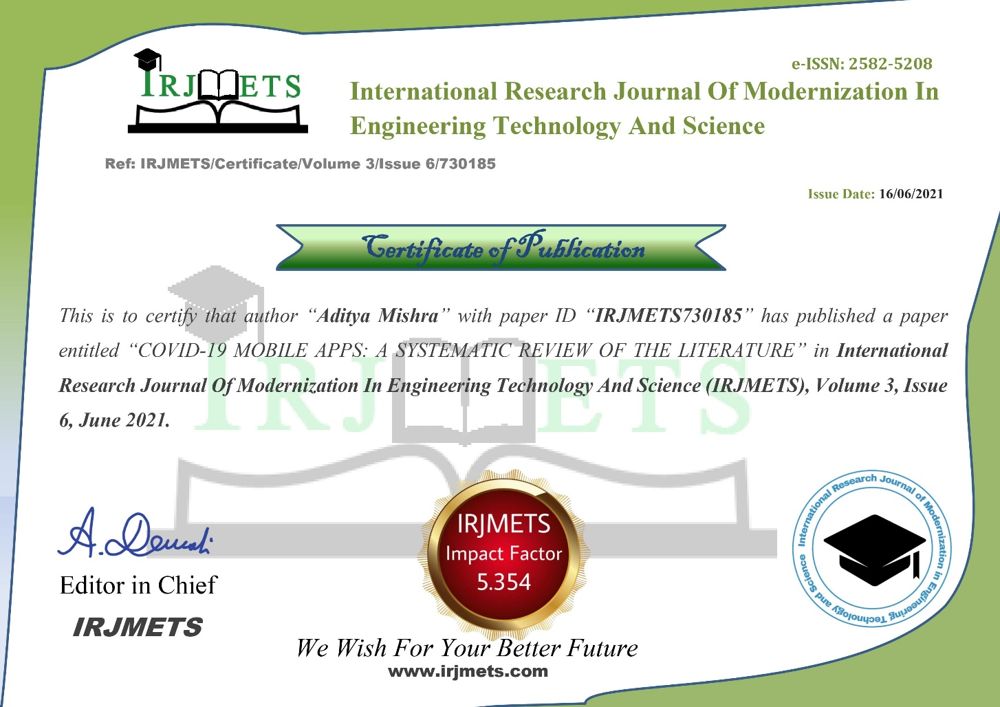 IRJMETS
e-ISSN: 2582-5208
International Research Journal Of Modernization In
Engineering Technology And Science
Ref: IRJMETS/Certificate/Volume 3/Issue 6/730185
Issue Date: 16/06/2021
Certificate of Publication
This is to certify that author “Aditya Mishra” with paper ID “IRJMETS730185” has published a paper
entitled “COVID-19 MOBILE APPS: A SYSTEMATIC REVIEW OF THE LITERATURE” in International
Research Journal Of Modernization In Engineering Technology And Science (IRJMETS), Volume 3, Issue
6, June 2021.
IRJMETS
IRJMETS
Impact Factor
5.354
International Research Journal of Modernization in Engineering Technology and Science
Editor in Chief
IRJMETS
We Wish For Your Better Future
www.irjmets.com